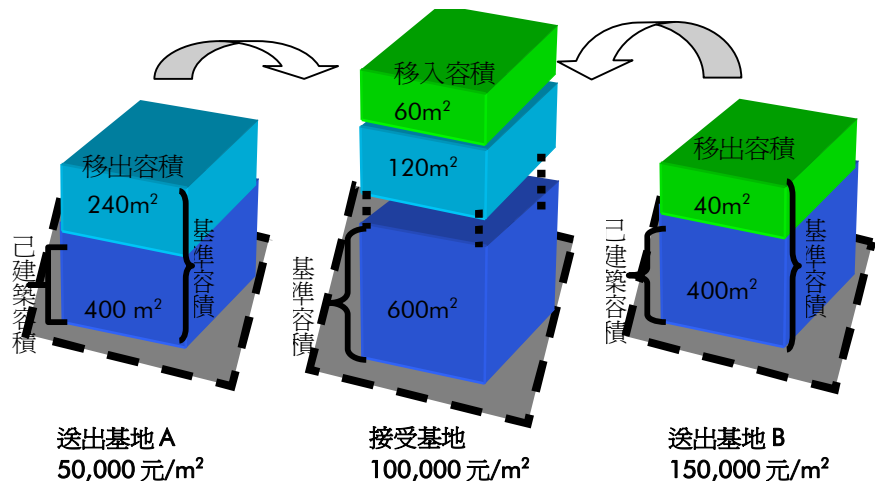 移出容積
240m²
基準容積
己建築容積
400 m²
送出基地 A
50,000 元/m²
移入容積
60m²
120m²
基準容積
600m²
接受基地
100,000 元/m²
移出容積
40m²
基準容積
己建築容積
400m²
送出基地 B
150,000 元/m²